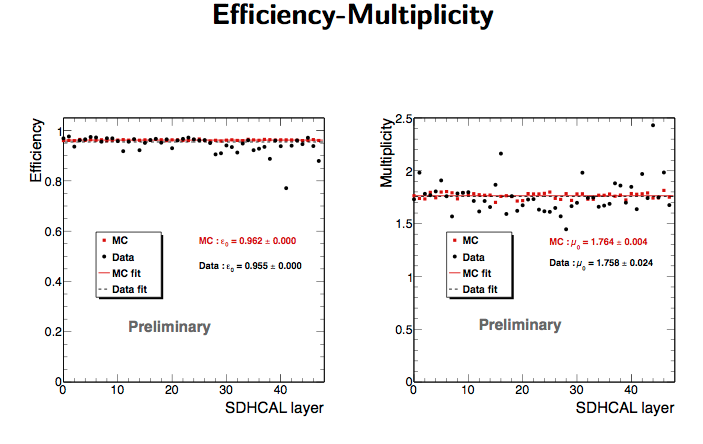 Efficiency-Multiplicity
Efficiency
1
0.8
0.6
0.4
0.2
0
0 10 20 30 40
SDHCAL layer
MC
Data
MC fit
Data fit
MC : ε0 = 0.962 ± 0.000
Data : ε0 = 0.955 ± 0.000
Preliminary
Multiplicity
2.5
2
1.5
1
0.5
0
0 10 20 30 40
SDHCAL layer
MC
Data
MC fit
Data fit
MC : μ0 = 1.764 ± 0.004
Data : μ0 = 1.758 ± 0.024
Preliminary